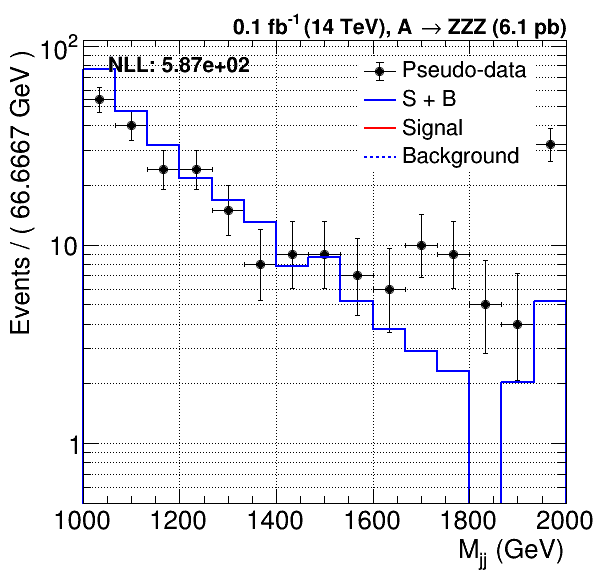 0.1 fb⁻¹ (14 TeV), A → ZZZ (6.1 pb)
NLL: 5.87e+02
Pseudo-data
S + B
Signal
Background
Events / ( 66.6667 GeV )
10²
10
1
1000 1200 1400 1600 1800 2000
M_jj (GeV)